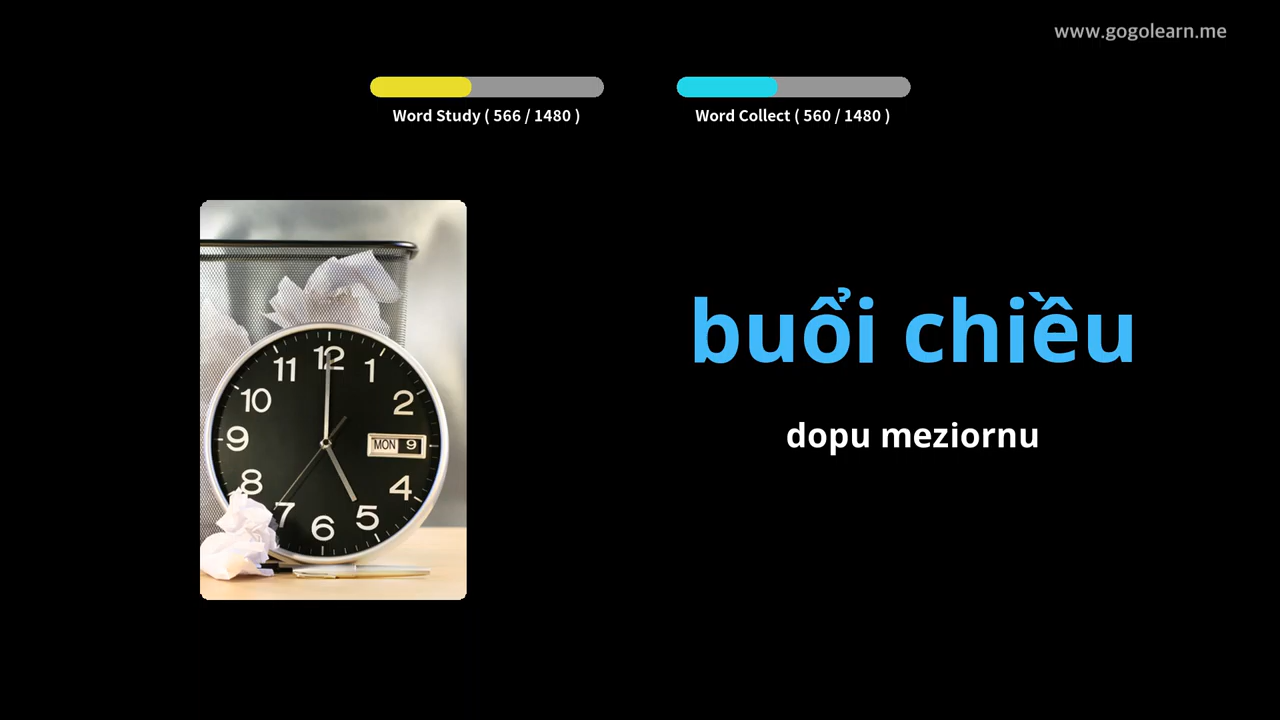 www.gogolearn.me
Word Study ( 566 / 1480 )
Word Collect ( 560 / 1480 )
buổi chiều
dopu meziornu
12
11
1
10
2
9
MON 9
8
4
7
5
6